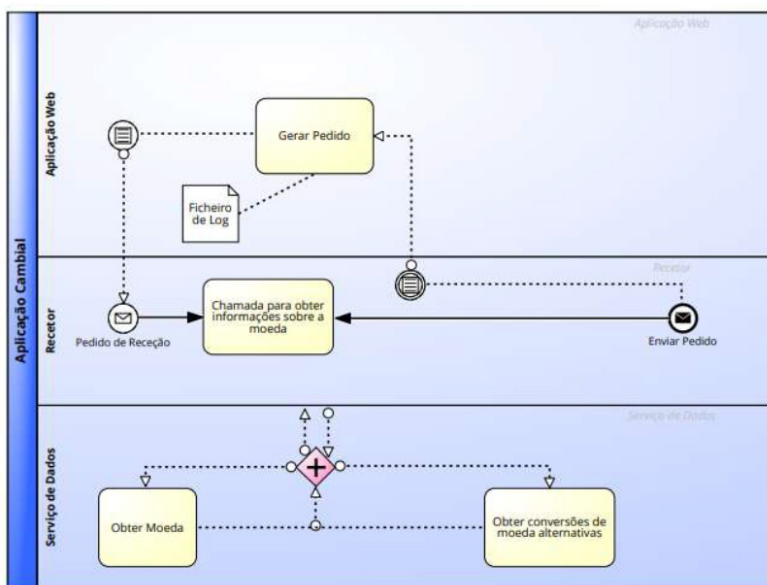 Aplicação Cambial
Aplicação Web
Aplicação Web
Gerar Pedido
Ficheiro
de Log
Recetor
Recetor
Chamada para obter
informações sobre a
moeda
Pedido de Receção
Enviar Pedido
Serviço de Dados
Serviço de Dados
Obter Moeda
Obter conversões de
moeda alternativas